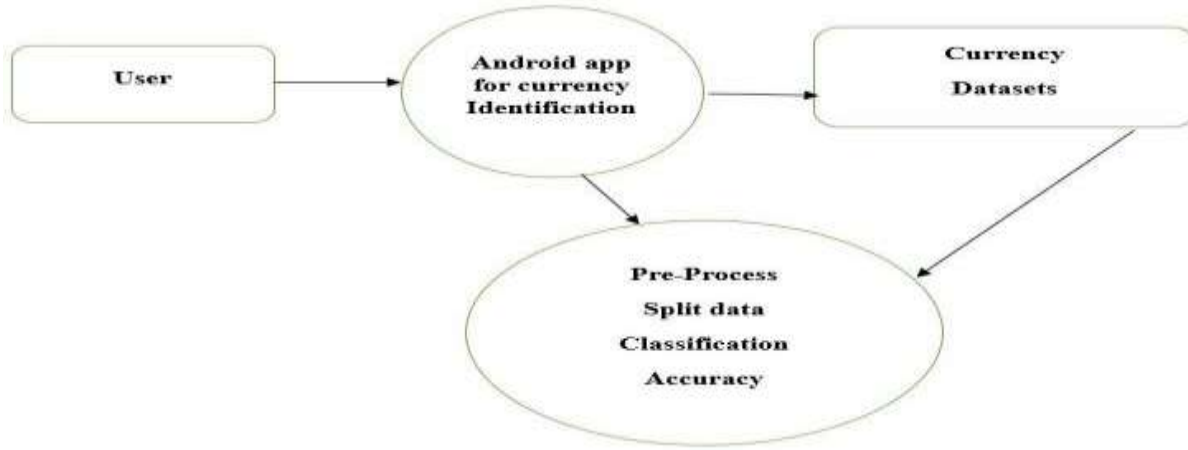 User
Android app
for currency
Identification
Currency
Datasets
Pre-Process
Split data
Classification
Accuracy